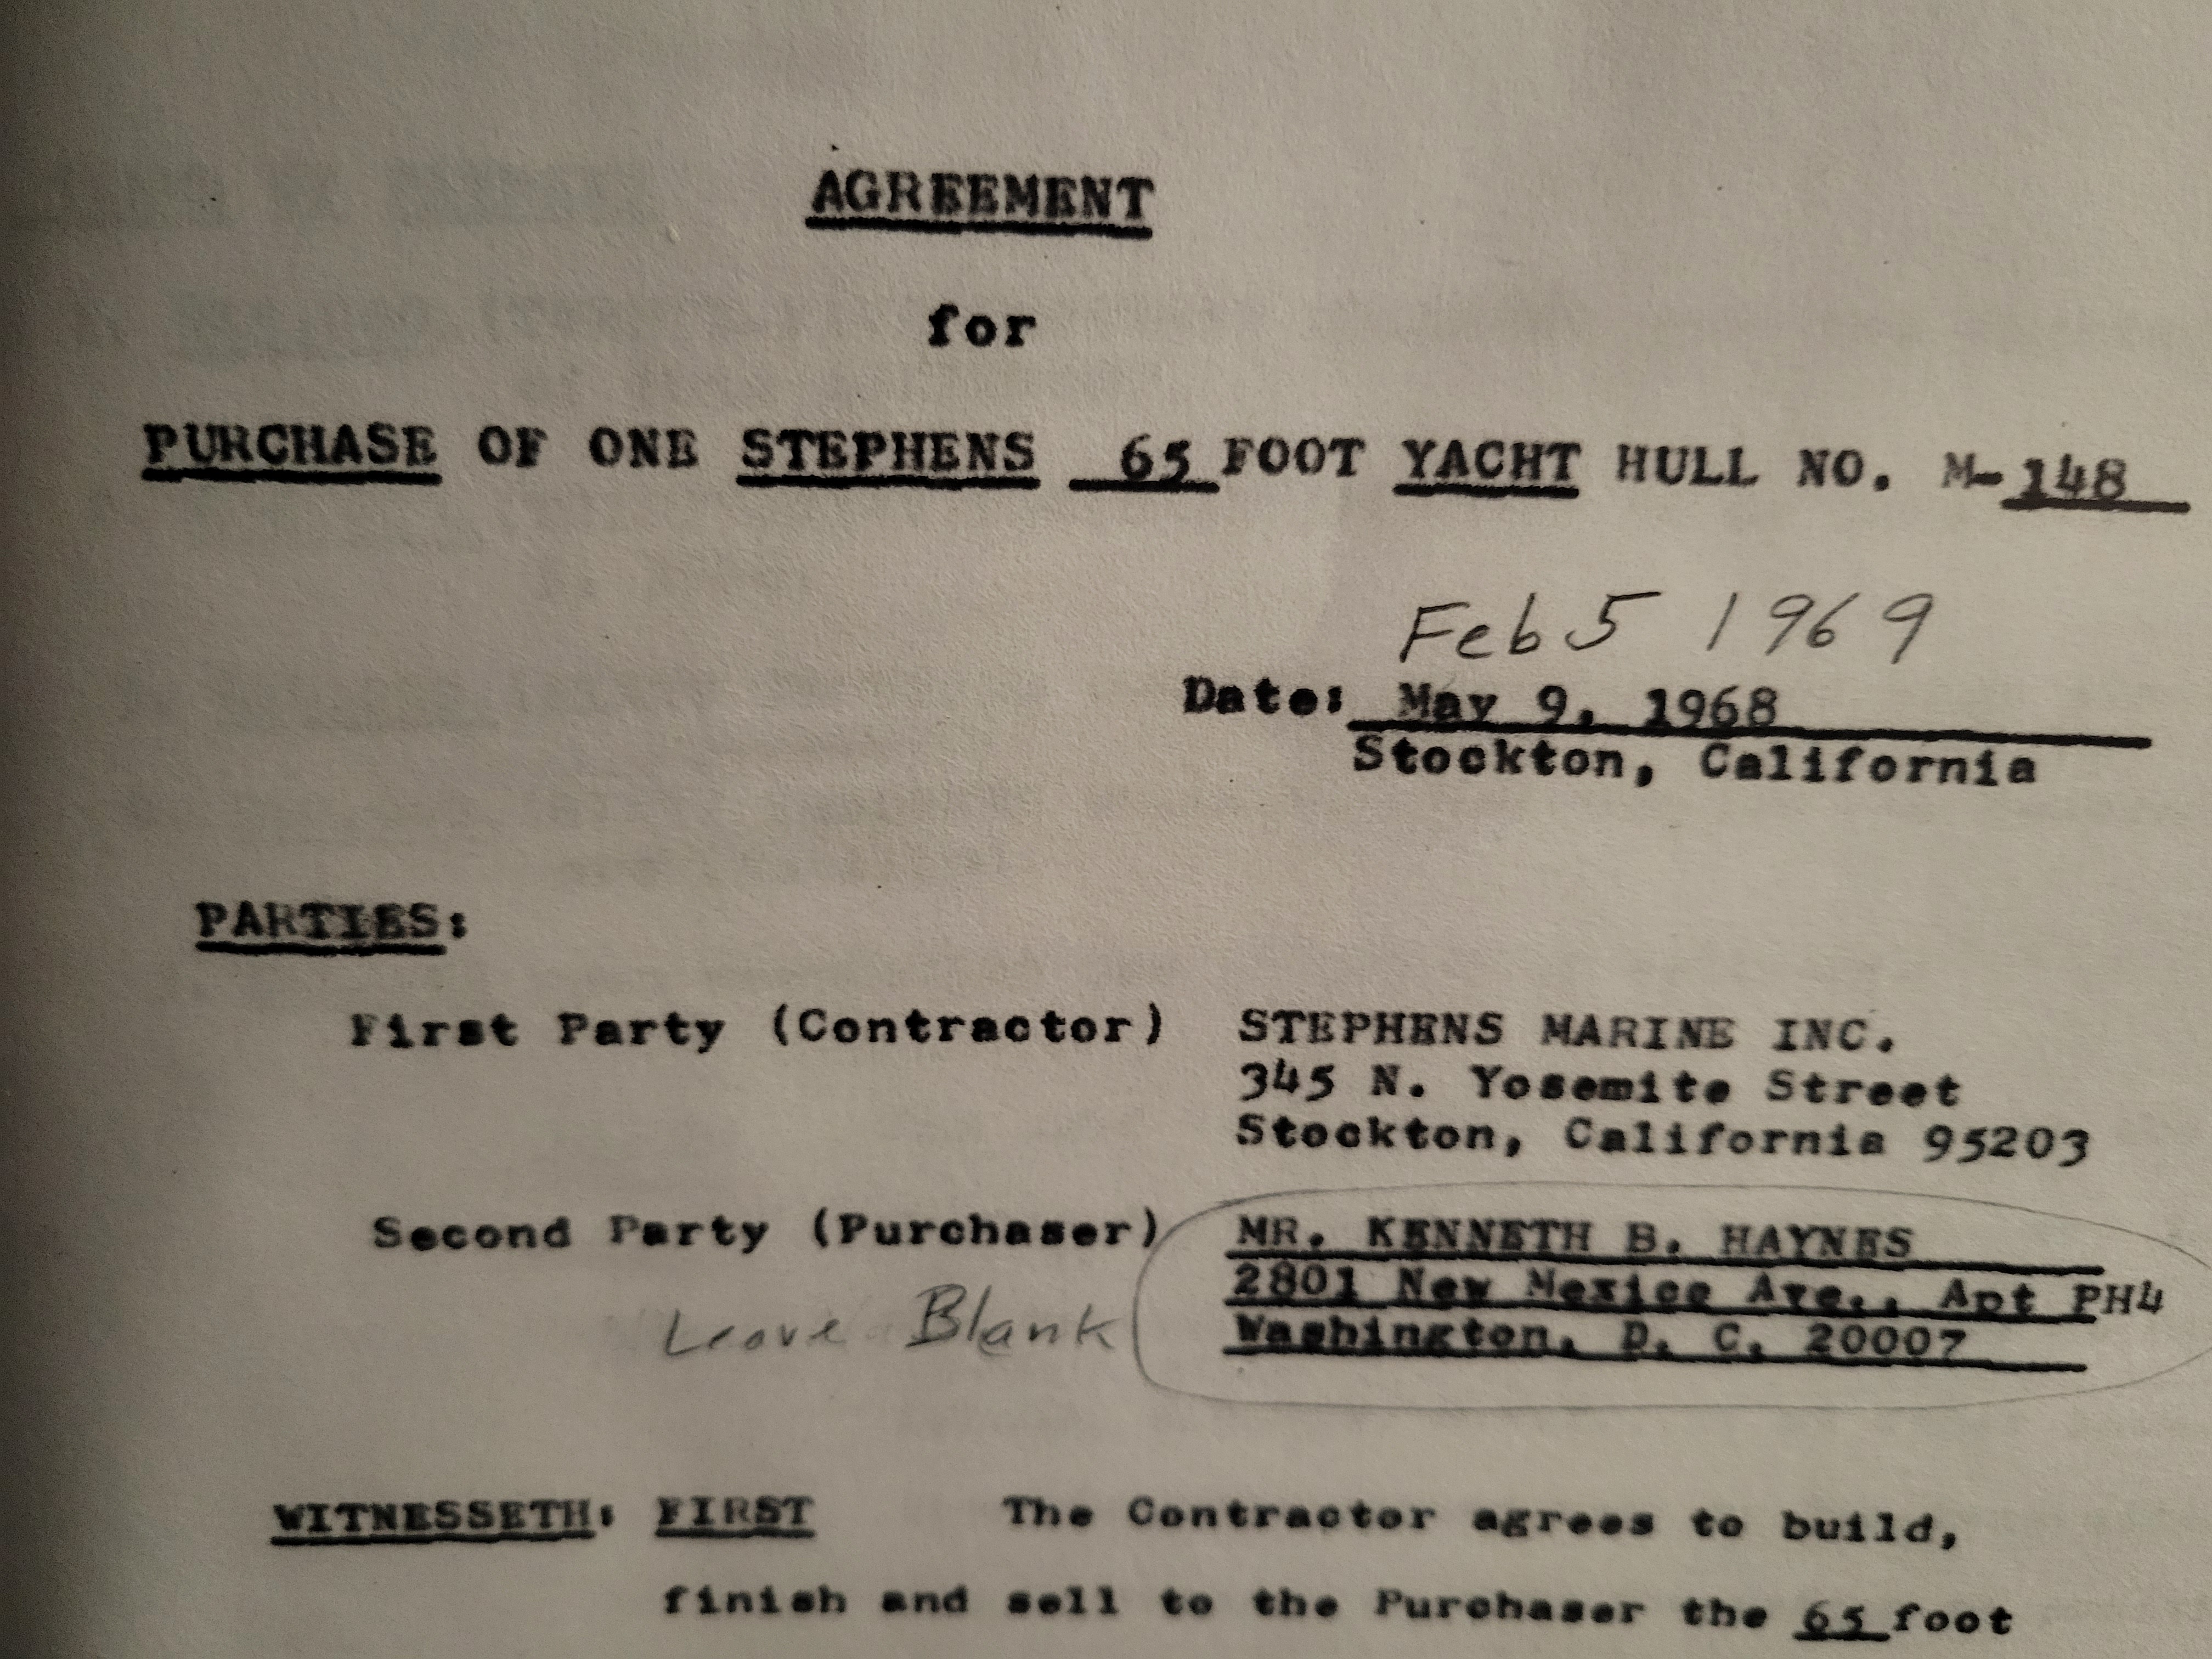 AGREEMENT
for
PURCHASE OF ONE STEPHENS 65 FOOT YACHT HULL NO. M-148
Feb 5 1969
Date: May 9, 1968
Stockton, California
PARTIES:
First Party (Contractor) STEPHENS MARINE INC.
345 N. Yosemite Street
Stockton, California 95203
Second Party (Purchaser) MR. KENNETH B. HAYNES
2801 New Mexico Ave., Apt PH4
Leave Blank Washington, D. C. 20007
WITNESSETH: FIRST The Contractor agrees to build,
finish and sell to the Purchaser the 65 foot